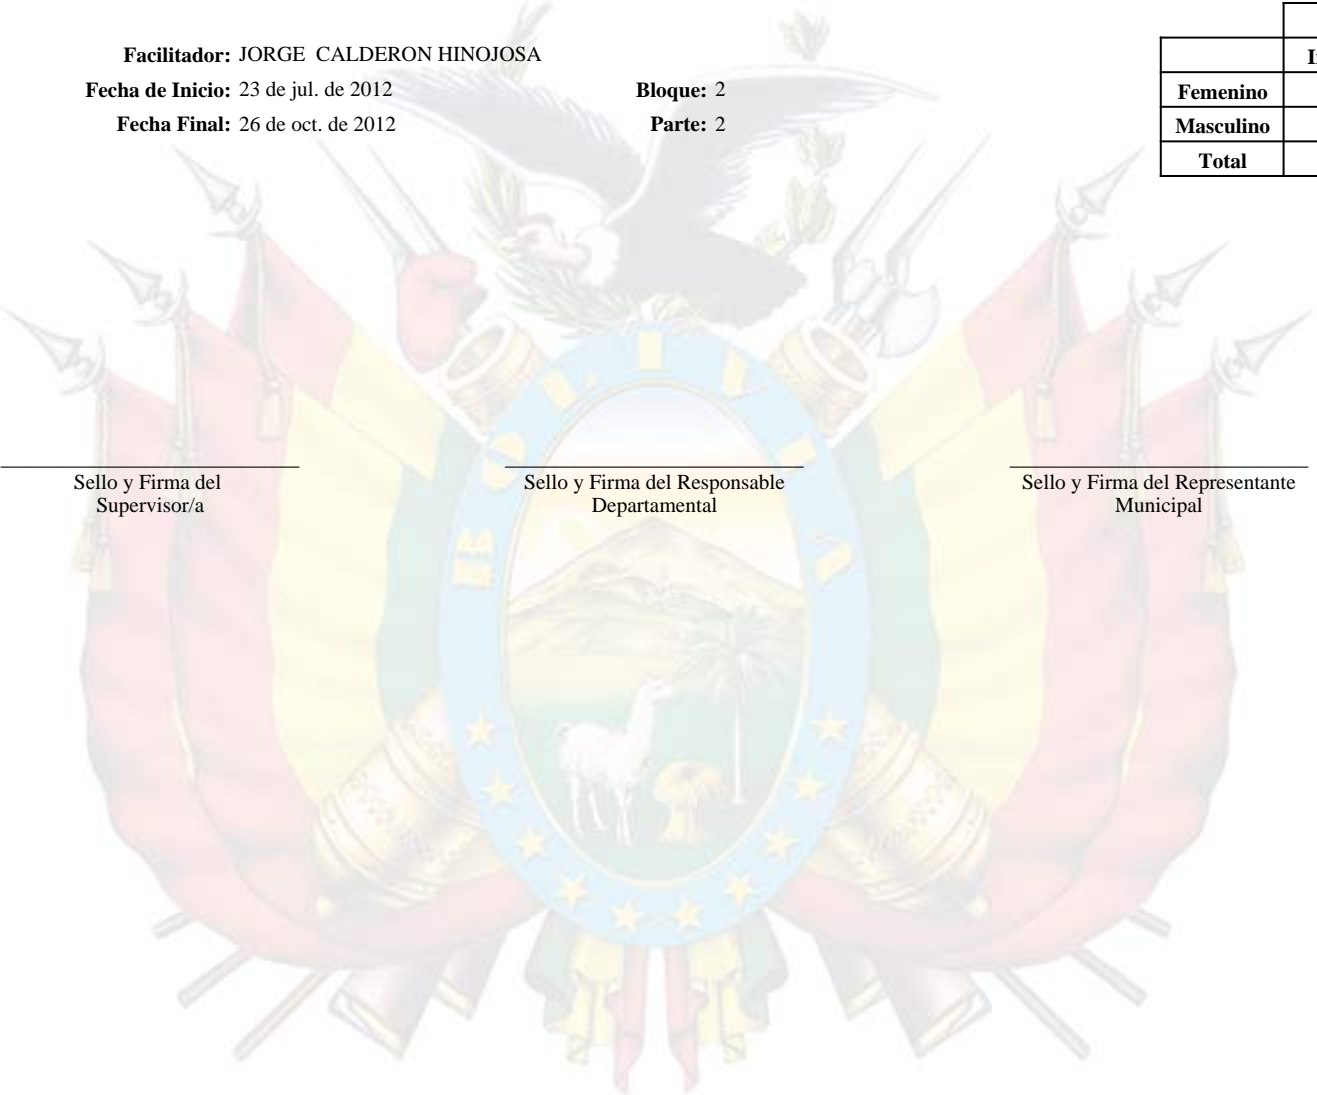 Facilitador: JORGE CALDERON HINOJOSA
Fecha de Inicio: 23 de jul. de 2012 Bloque: 2
Fecha Final: 26 de oct. de 2012 Parte: 2
Femenino
Masculino
Total
Sello y Firma del Supervisor/a
Sello y Firma del Responsable Departamental
Sello y Firma del Representante Municipal
BOLIVIA